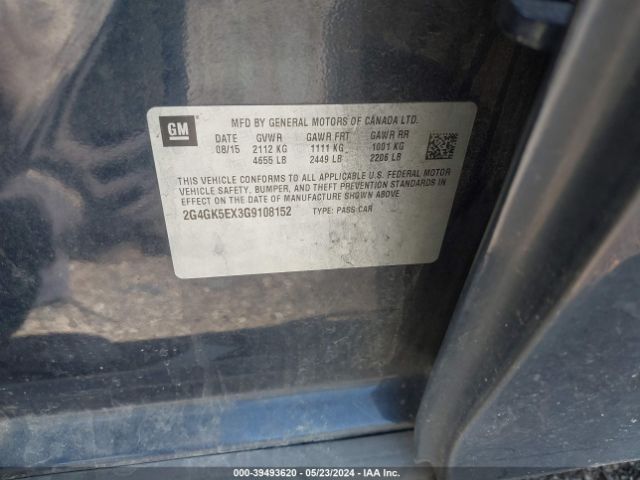 MFD BY GENERAL MOTORS OF CANADA LTD.
GM
DATE GVWR GAWR FRT GAWR RR
08/15 2112 KG 1111 KG 1001 KG
4655 LB 2449 LB 2206 LB
THIS VEHICLE CONFORMS TO ALL APPLICABLE U.S. FEDERAL MOTOR
VEHICLE SAFETY, BUMPER, AND THEFT PREVENTION STANDARDS IN
EFFECT ON THE DATE OF MANUFACTURE SHOWN ABOVE.
2G4GK5EX3G9108152 TYPE: PASS CAR
000-39493620 - 05/23/2024 - IAA Inc.